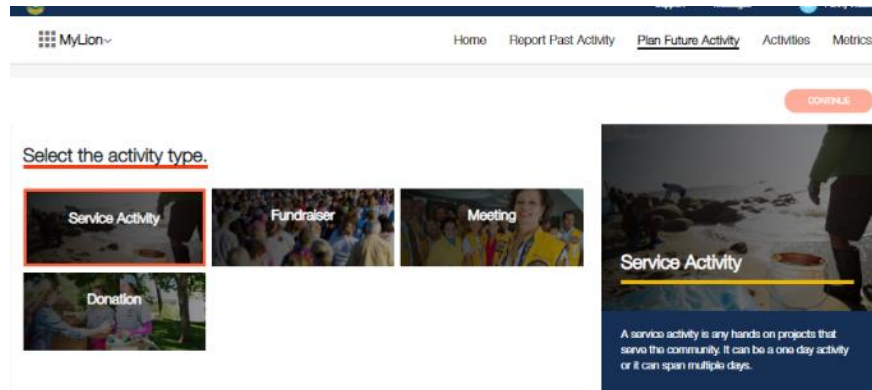 MyLion
Home Report Past Activity Plan Future Activity Activities Metrics
CONTINUE
Select the activity type.
Service Activity Fundraiser Meeting
Donation
Service Activity
A service activity is any hands on projects that
serve the community. It can be a one day activity
or it can span multiple days.